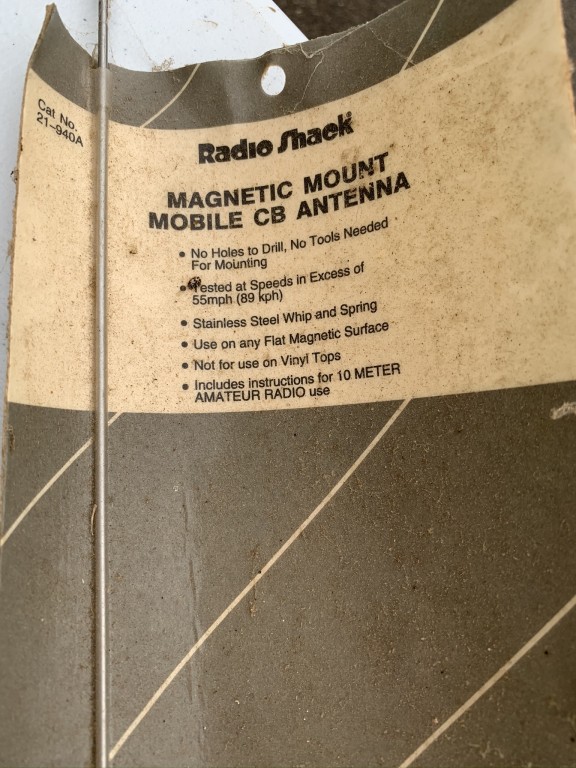 Cat. No.
21-940A
Radio Shack
MAGNETIC MOUNT
MOBILE CB ANTENNA
• No Holes to Drill, No Tools Needed
For Mounting
• Tested at Speeds in Excess of
55mph (89 kph)
• Stainless Steel Whip and Spring
• Use on any Flat Magnetic Surface
• Not for use on Vinyl Tops
• Includes instructions for 10 METER
AMATEUR RADIO use